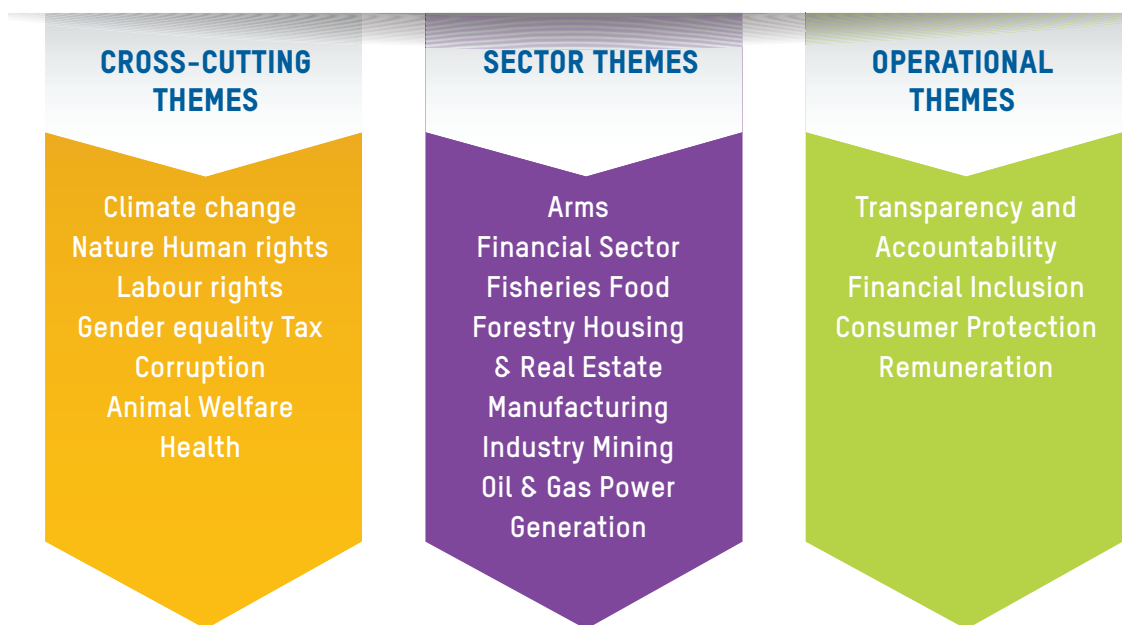 CROSS-CUTTING
THEMES
Climate change
Nature Human rights
Labour rights
Gender equality Tax
Corruption
Animal Welfare
Health
SECTOR THEMES
Arms
Financial Sector
Fisheries Food
Forestry Housing
& Real Estate
Manufacturing
Industry Mining
Oil & Gas Power
Generation
OPERATIONAL
THEMES
Transparency and
Accountability
Financial Inclusion
Consumer Protection
Remuneration